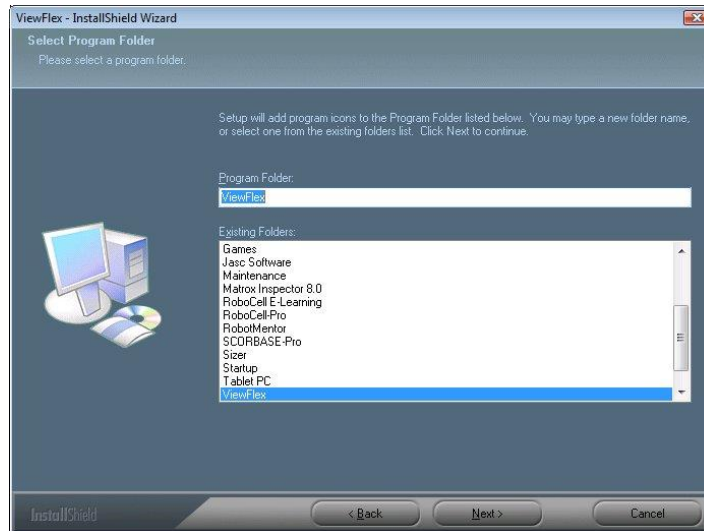 ViewFlex - InstallShield Wizard
Select Program Folder
Please select a program folder.
Setup will add program icons to the Program Folder listed below. You may type a new folder name,
or select one from the existing folders list. Click Next to continue.
Program Folder:
ViewFlex
Existing Folders:
Games
Jasc Software
Maintenance
Matrox Inspector 8.0
RoboCell E-Learning
RoboCell-Pro
RobotMentor
SCORBASE-Pro
Sizer
Startup
Tablet PC
ViewFlex
InstallShield
< Back
Next >
Cancel